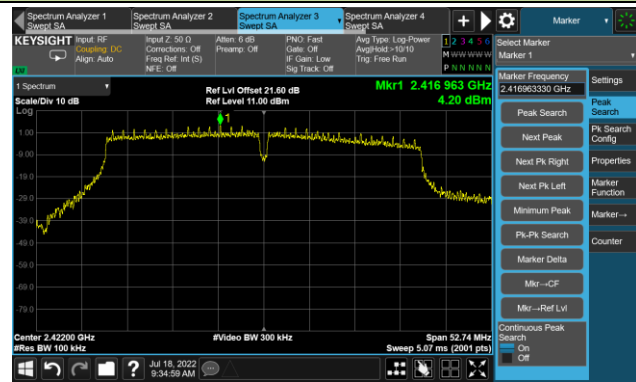 Spectrum Analyzer 1
Swept SA
Spectrum Analyzer 2
Swept SA
Spectrum Analyzer 3
Swept SA
Spectrum Analyzer 4
Swept SA
+
Marker
KEYSIGHT
Input: RF
Coupling: DC
Align: Auto
Input Z: 50 Ω
Corrections: Off
Freq Ref: Int (S)
NFE: Off
Atten: 6 dB
Preamp: Off
PNO: Fast
Gate: Off
IF Gain: Low
Sig Track: Off
Avg Type: Log-Power
Avg|Hold:>10/10
Trig: Free Run
1 2 3 4 5 6
M W W W W W
P N N N N N
LW
Select Marker
Marker 1
1 Spectrum
Scale/Div 10 dB
Ref Lvl Offset 21.60 dB
Ref Level 11.00 dBm
Mkr1 2.416 963 GHz
4.20 dBm
Log
1
1.00
-9.00
-19.0
-29.0
-39.0
-49.0
-59.0
-69.0
-79.0
Center 2.42200 GHz
#Res BW 100 kHz
#Video BW 300 kHz
Span 52.74 MHz
Sweep 5.07 ms (2001 pts)
Marker Frequency
2.416963330 GHz
Peak Search
Next Peak
Next Pk Right
Next Pk Left
Minimum Peak
Pk-Pk Search
Marker Delta
Mkr→CF
Mkr→Ref Lvl
Continuous Peak
Search
On
Off
Settings
Peak
Search
Pk Search
Config
Properties
Marker
Function
Marker→
Counter
?
Jul 18, 2022
9:34:59 AM